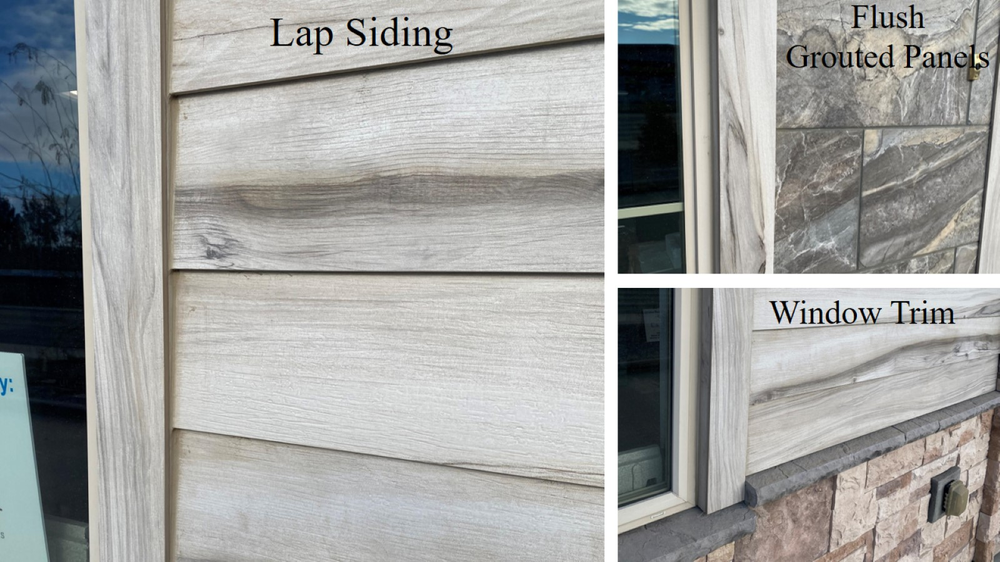 Lap Siding
Flush
Grouted Panels
Window Trim
y: